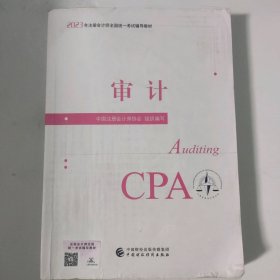 2023年注册会计师全国统一考试辅导教材
审计
中国注册会计师协会 组织编写
Auditing
CPA
中国财经出版传媒集团
中国财政经济出版社